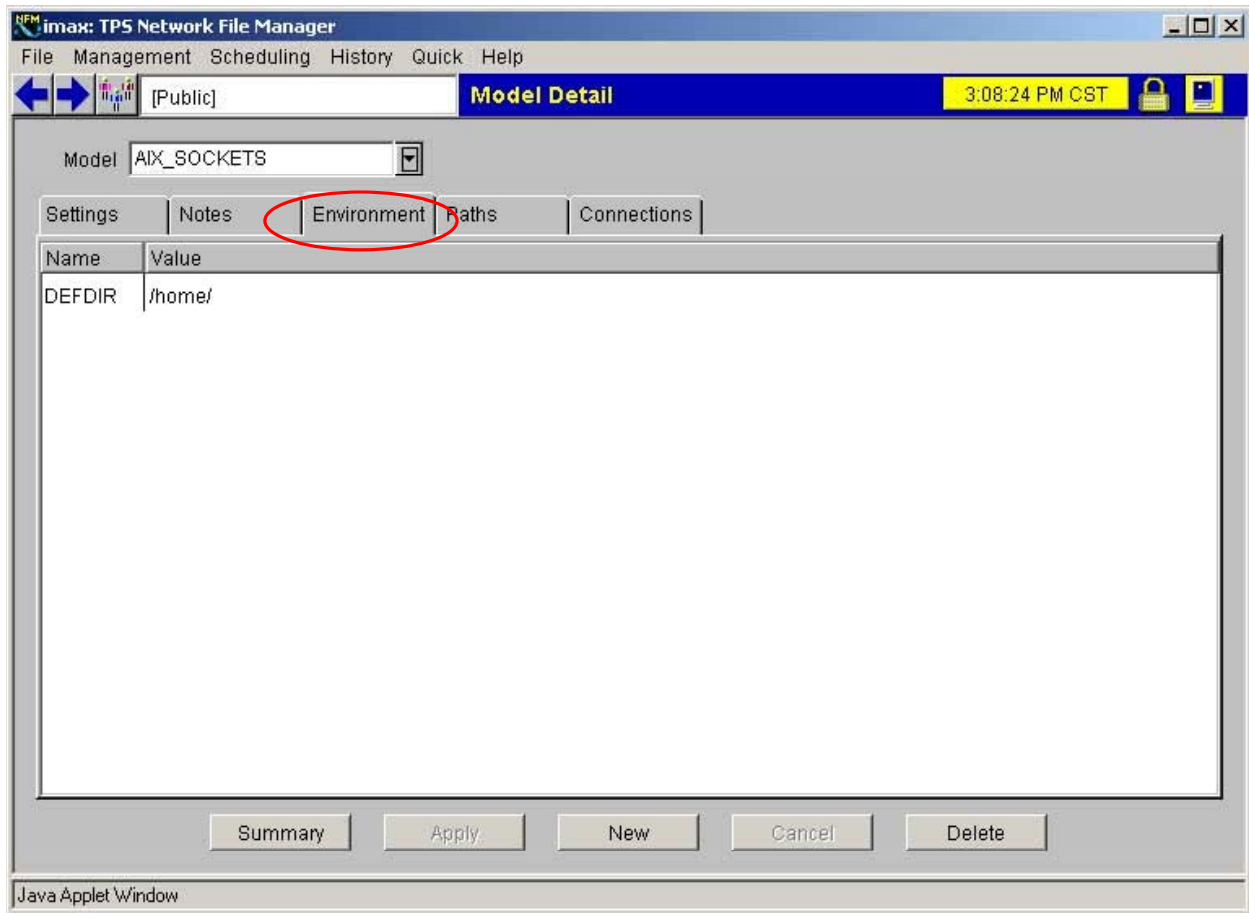 NFM imax: TPS Network File Manager
File Management Scheduling History Quick Help
[Public] Model Detail 3:08:24 PM CST
Model AIX_SOCKETS
Settings Notes Environment Paths Connections
Name Value
DEFDIR /home/
Summary Apply New Cancel Delete
Java Applet Window